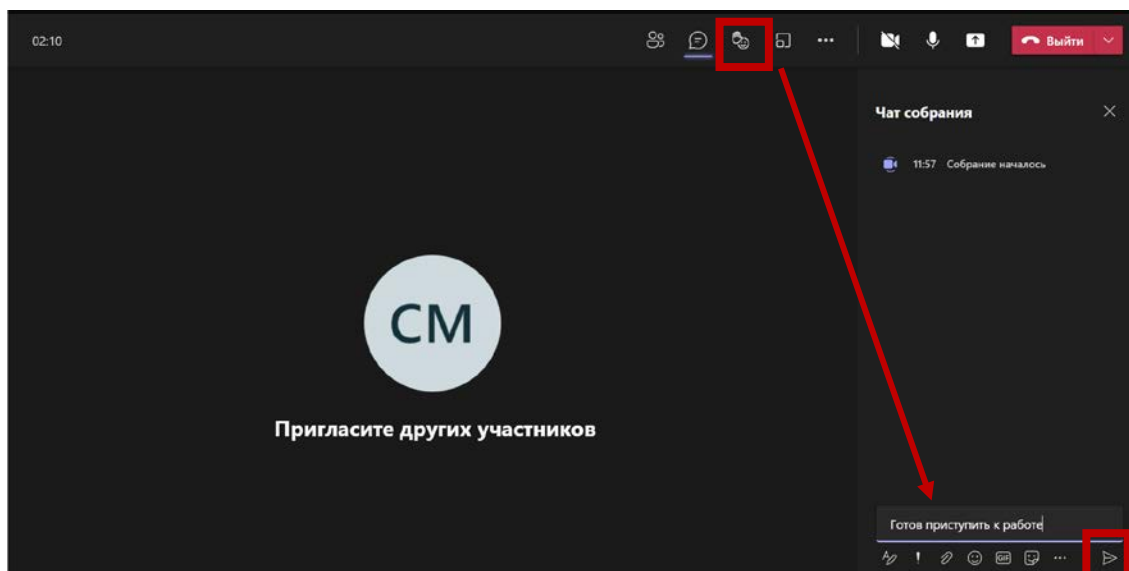 02:10
Выйти
Чат собрания
11:57 Собрание началось
CM
Пригласите других участников
Готов приступить к работе
GIF